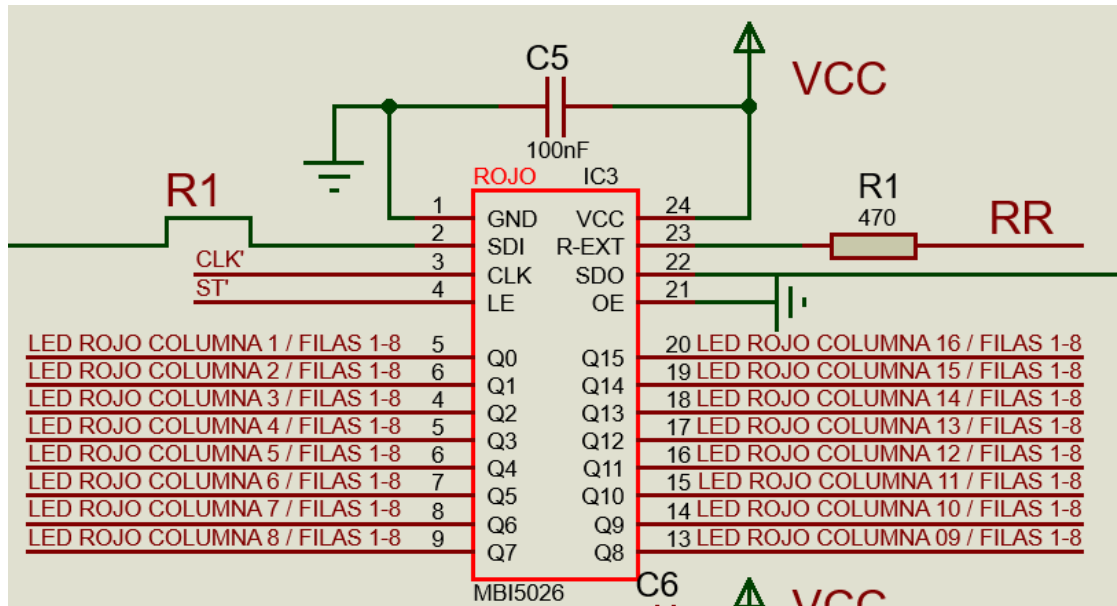 C5
VCC
100nF
ROJO IC3
R1
R1
470
RR
1 GND VCC 24
2 SDI R-EXT 23
CLK' 3 CLK SDO 22
ST' 4 LE OE 21
LED ROJO COLUMNA 1 / FILAS 1-8 5 Q0 Q15 20 LED ROJO COLUMNA 16 / FILAS 1-8
LED ROJO COLUMNA 2 / FILAS 1-8 6 Q1 Q14 19 LED ROJO COLUMNA 15 / FILAS 1-8
LED ROJO COLUMNA 3 / FILAS 1-8 4 Q2 Q13 18 LED ROJO COLUMNA 14 / FILAS 1-8
LED ROJO COLUMNA 4 / FILAS 1-8 5 Q3 Q12 17 LED ROJO COLUMNA 13 / FILAS 1-8
LED ROJO COLUMNA 5 / FILAS 1-8 6 Q4 Q11 16 LED ROJO COLUMNA 12 / FILAS 1-8
LED ROJO COLUMNA 6 / FILAS 1-8 7 Q5 Q10 15 LED ROJO COLUMNA 11 / FILAS 1-8
LED ROJO COLUMNA 7 / FILAS 1-8 8 Q6 Q9 14 LED ROJO COLUMNA 10 / FILAS 1-8
LED ROJO COLUMNA 8 / FILAS 1-8 9 Q7 Q8 13 LED ROJO COLUMNA 09 / FILAS 1-8
MBI5026
C6
VCC